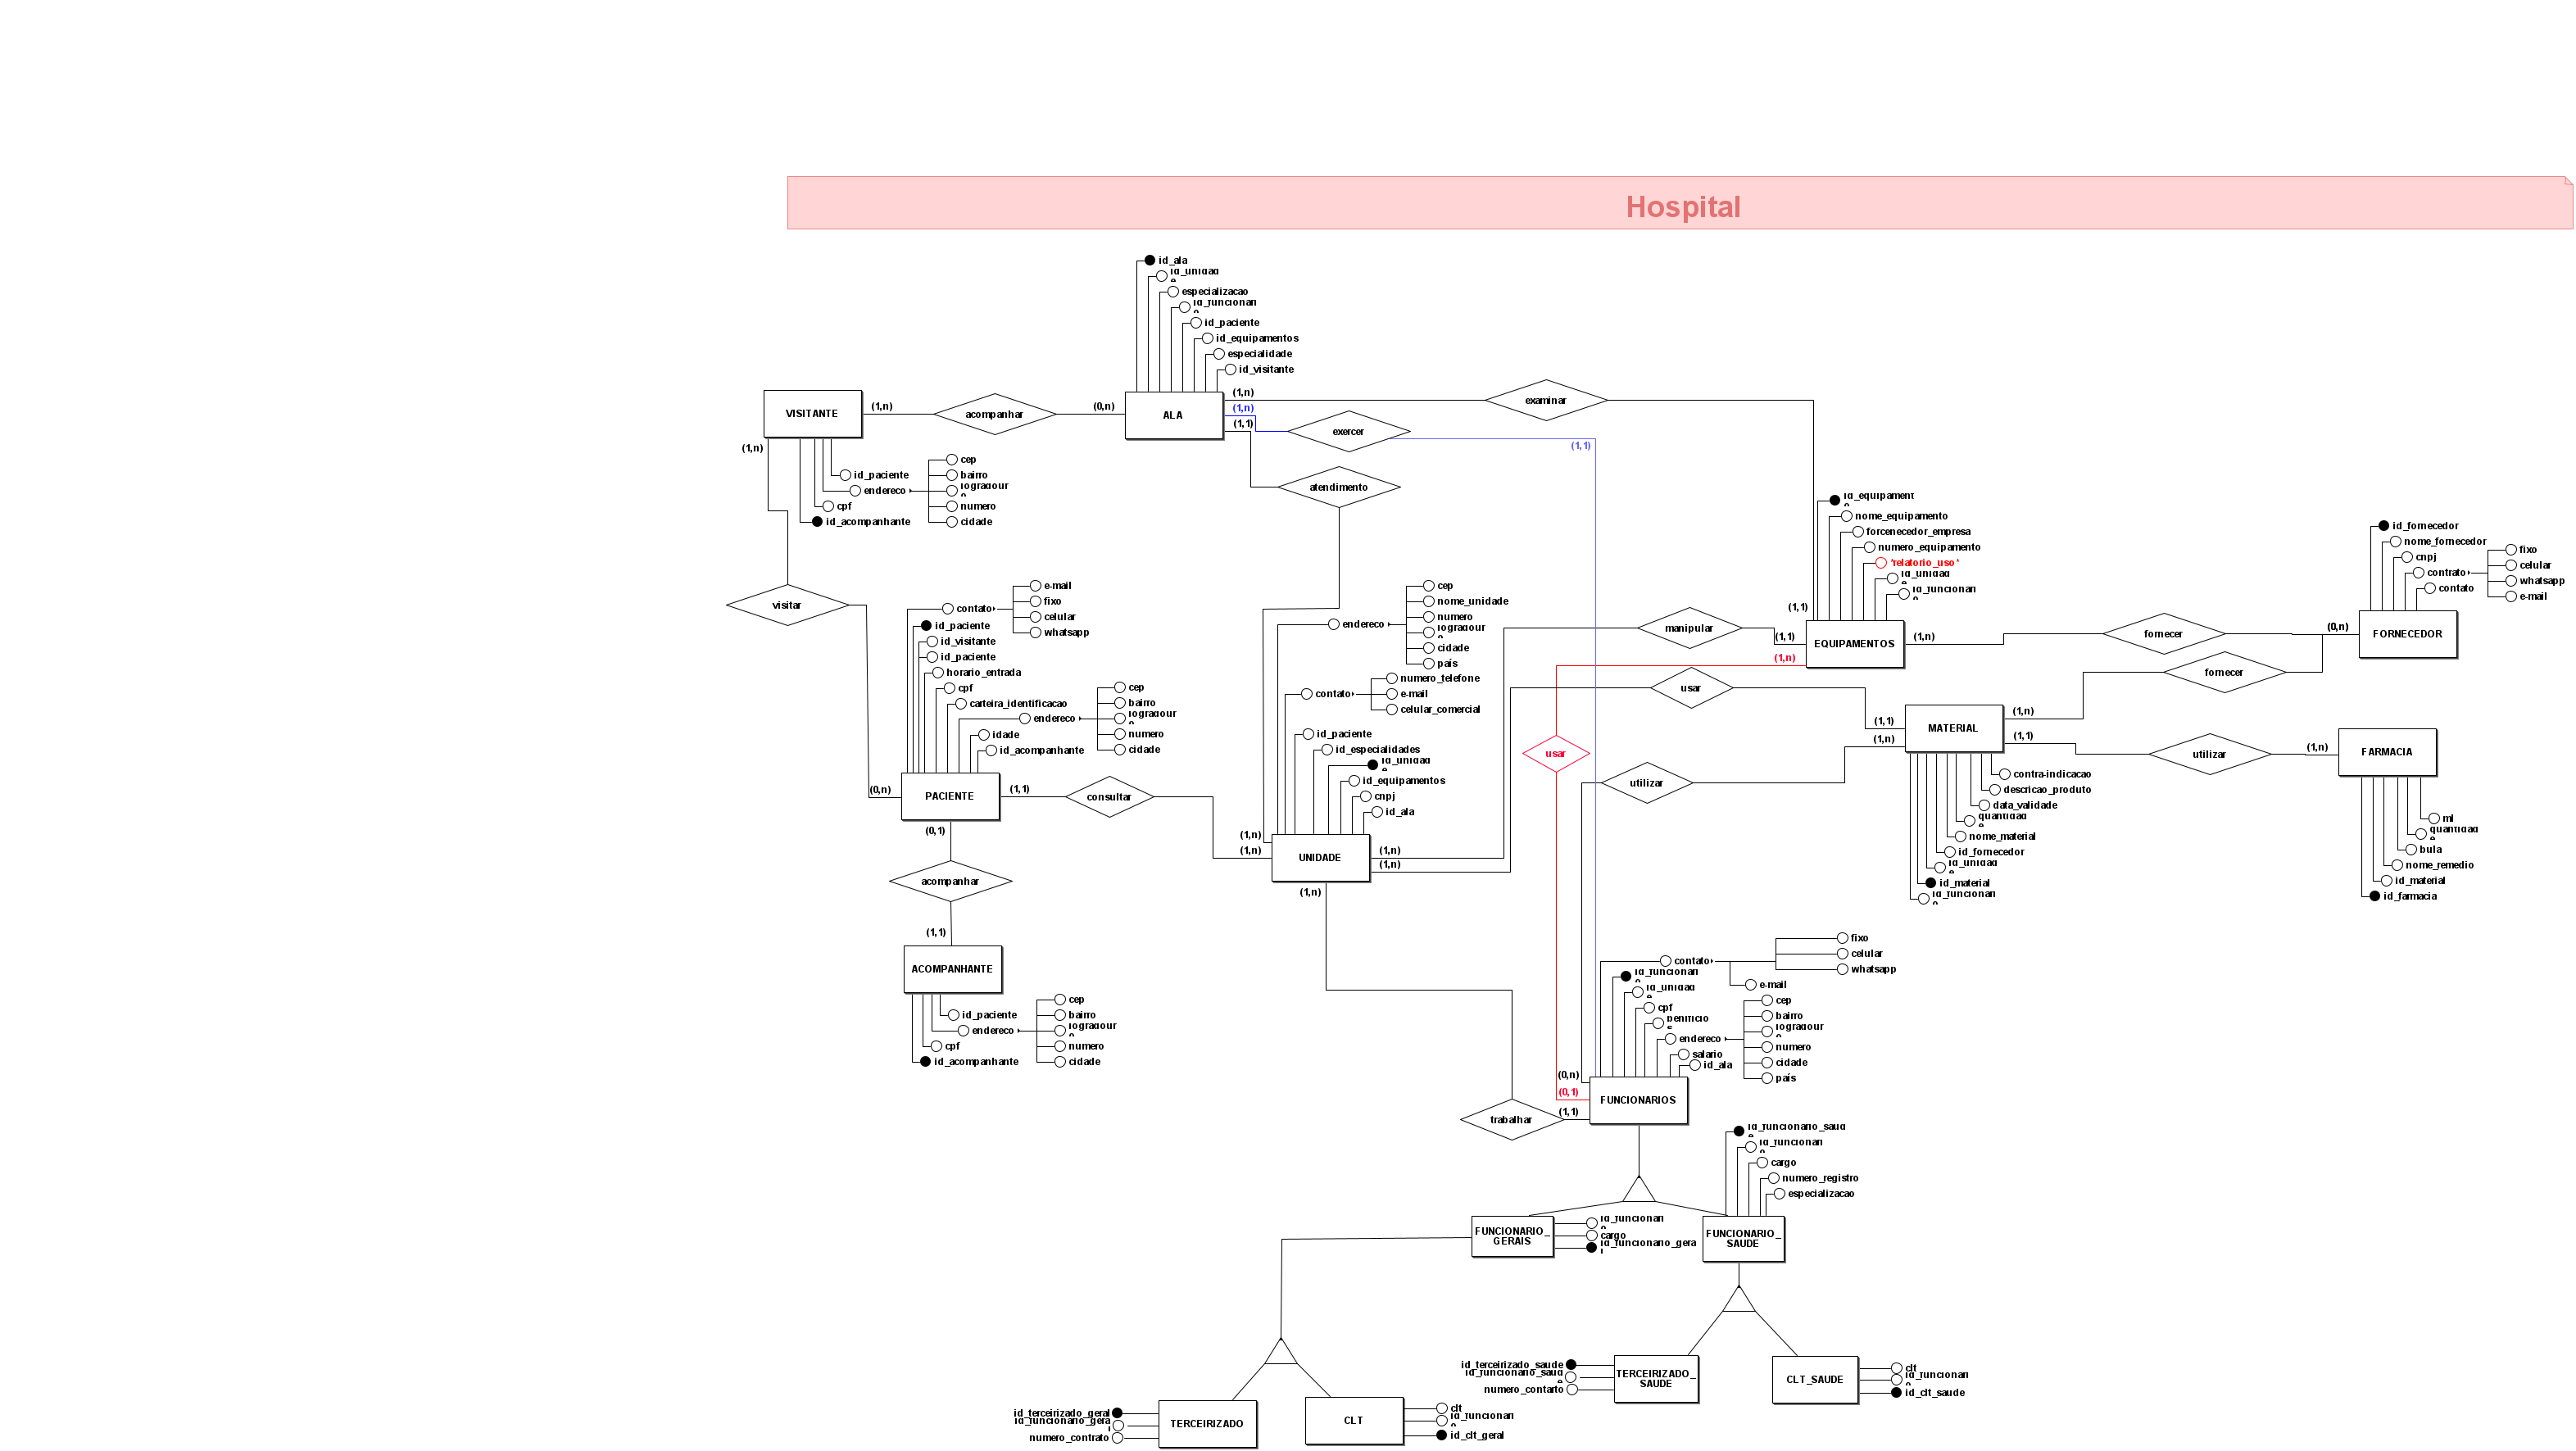 Hospital
id_ala
id_unidade
especializacao
id_funcionario
id_paciente
id_equipamentos
especialidade
id_visitante
VISITANTE
(1,n)
acompanhar
(0,n)
ALA
(1,n)
(1,n)
(1,1)
examinar
exercer
(1,1)
atendimento
(1,n)
id_paciente
endereco
cpf
id_acompanhante
cep
bairro
logradouro
numero
cidade
visitar
contato
e-mail
fixo
celular
whatsapp
id_paciente
id_visitante
id_paciente
horario_entrada
cpf
carteira_identificacao
endereco
idade
id_acompanhante
cep
bairro
logradouro
numero
cidade
(0,n)
PACIENTE
(1,1)
consultar
(0,1)
acompanhar
(1,1)
ACOMPANHANTE
id_paciente
endereco
cpf
id_acompanhante
cep
bairro
logradouro
numero
cidade
endereco
cep
nome_unidade
numero
logradouro
cidade
país
contato
numero_telefone
e-mail
celular_comercial
id_paciente
id_especialidades
id_unidade
id_equipamentos
cnpj
id_ala
(1,n)
(1,n)
UNIDADE
(1,n)
(1,n)
(1,n)
id_equipamento
nome_equipamento
forcenecedor_empresa
numero_equipamento
*relatorio_uso*
id_unidade
id_funcionario
(1,1)
manipular
(1,1)
EQUIPAMENTOS
(1,n)
(1,n)
fornecer
fornecer
(0,n)
FORNECEDOR
id_fornecedor
nome_fornecedor
cnpj
contrato
contato
fixo
celular
whatsapp
e-mail
usar
(1,1)
(1,n)
MATERIAL
(1,n)
(1,1)
usar
utilizar
utilizar
(1,n)
FARMACIA
contra-indicacao
descricao_produto
data_validade
quantidade
nome_material
id_fornecedor
id_unidade
id_material
id_funcionario
ml
quantidade
bula
nome_remedio
id_material
id_farmacia
contato
fixo
celular
whatsapp
e-mail
id_funcionario
id_unidade
cpf
benificios
endereco
salario
id_ala
cep
bairro
logradouro
numero
cidade
país
(0,n)
(0,1)
(1,1)
FUNCIONARIOS
trabalhar
id_funcionario_saude
id_funcionario
cargo
numero_registro
especializacao
FUNCIONARIO_
GERAIS
id_funcionario
cargo
id_funcionario_geral
FUNCIONARIO_
SAUDE
id_terceirizado_saude
id_funcionario_saude
numero_contarto
TERCEIRIZADO_
SAUDE
CLT_SAUDE
clt
id_funcionario
id_clt_saude
id_terceirizado_geral
id_funcionario_geral
numero_contrato
TERCEIRIZADO
CLT
clt
id_funcionario
id_clt_geral